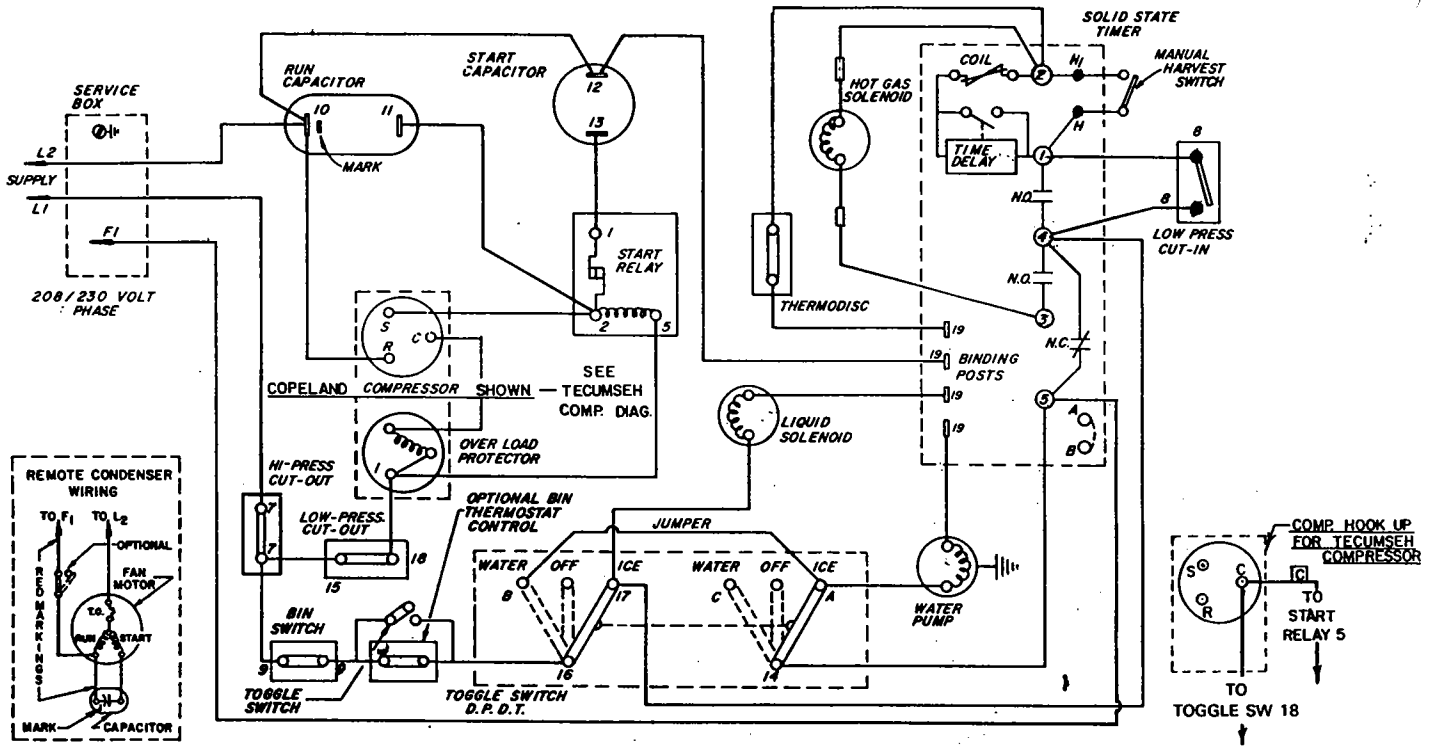 SOLID STATE
TIMER
START
CAPACITOR
RUN
CAPACITOR
SERVICE
BOX
COIL
2
H1
MANUAL
HARVEST
SWITCH
HOT GAS
SOLENOID
12
10
11
13
H
8
MARK
TIME
DELAY
1
L2
SUPPLY
L1
N.O.
8
F1
1
START
RELAY
4
LOW PRESS
CUT-IN
208/230 VOLT
PHASE
N.O.
THERMODISC
S
C
R
2
5
3
19
N.C.
19
BINDING
POSTS
COPELAND COMPRESSOR SHOWN —
SEE
TECUMSEH
COMP. DIAG.
19
5
A
B
LIQUID
SOLENOID
19
OVER LOAD
PROTECTOR
1
HI-PRESS
CUT-OUT
REMOTE CONDENSER
WIRING
TO F1
TO L2
OPTIONAL
FAN
MOTOR
RED MARKINGS
T.O.
RUN
START
MARK
CAPACITOR
7
7
LOW-PRESS.
CUT-OUT
15
18
OPTIONAL BIN
THERMOSTAT
CONTROL
JUMPER
WATER
OFF
ICE
B
17
WATER
OFF
ICE
C
A
WATER
PUMP
BIN
SWITCH
9
9
TOGGLE
SWITCH
16
14
TOGGLE SWITCH
D.P.D.T.
COMP. HOOK UP
FOR TECUMSEH
COMPRESSOR
S
C
R
C
TO
START
RELAY 5
TO
TOGGLE SW 18